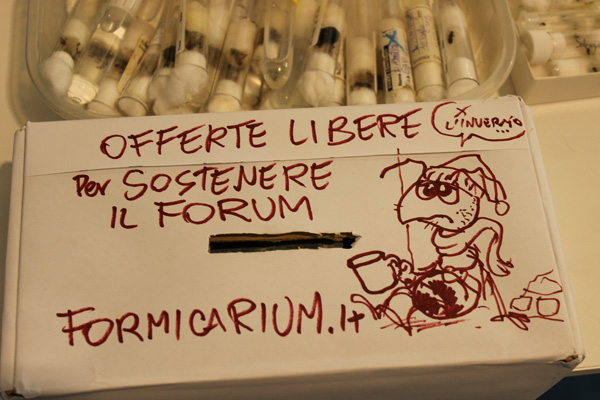 OFFERTE LIBERE
x L'INVERNO...
Per SOSTENERE
IL FORUM
FORMICARIUM.it